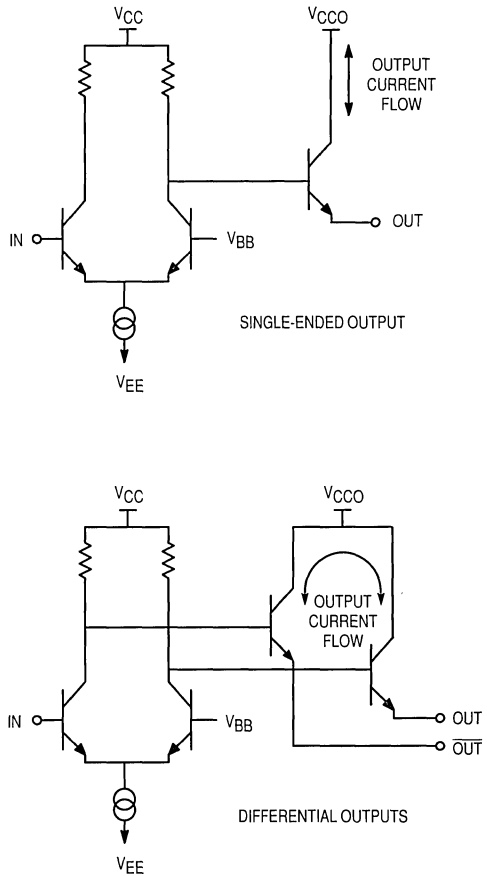 VCC
VCCO
OUTPUT
CURRENT
FLOW
IN
VBB
OUT
SINGLE-ENDED OUTPUT
VEE
VCC
VCCO
OUTPUT
CURRENT
FLOW
IN
VBB
OUT
OUT
DIFFERENTIAL OUTPUTS
VEE